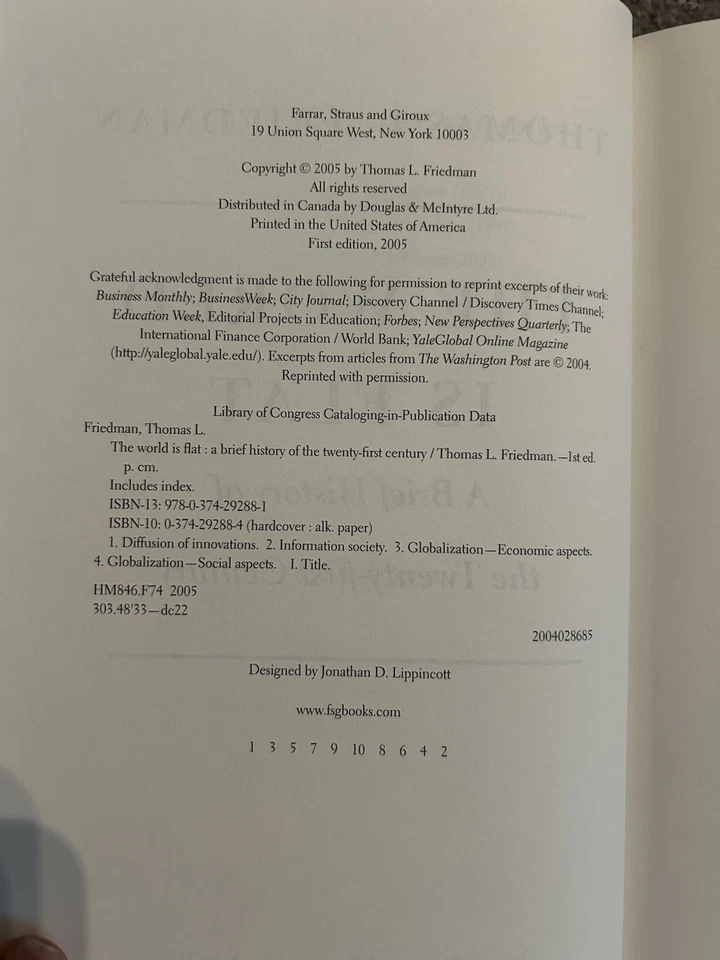 Farrar, Straus and Giroux
19 Union Square West, New York 10003
Copyright © 2005 by Thomas L. Friedman
All rights reserved
Distributed in Canada by Douglas & McIntyre Ltd.
Printed in the United States of America
First edition, 2005
Grateful acknowledgment is made to the following for permission to reprint excerpts of their work:
Business Monthly; BusinessWeek; City Journal; Discovery Channel / Discovery Times Channel;
Education Week, Editorial Projects in Education; Forbes; New Perspectives Quarterly; The
International Finance Corporation / World Bank; YaleGlobal Online Magazine
(http://yaleglobal.yale.edu/). Excerpts from articles from The Washington Post are © 2004.
Reprinted with permission.
Library of Congress Cataloging-in-Publication Data
Friedman, Thomas L.
The world is flat : a brief history of the twenty-first century / Thomas L. Friedman.—1st ed.
p. cm.
Includes index.
ISBN-13: 978-0-374-29288-1
ISBN-10: 0-374-29288-4 (hardcover : alk. paper)
1. Diffusion of innovations. 2. Information society. 3. Globalization—Economic aspects.
4. Globalization—Social aspects. I. Title.
HM846.F74 2005
303.48'33—dc22
2004028685
Designed by Jonathan D. Lippincott
www.fsgbooks.com
1 3 5 7 9 10 8 6 4 2